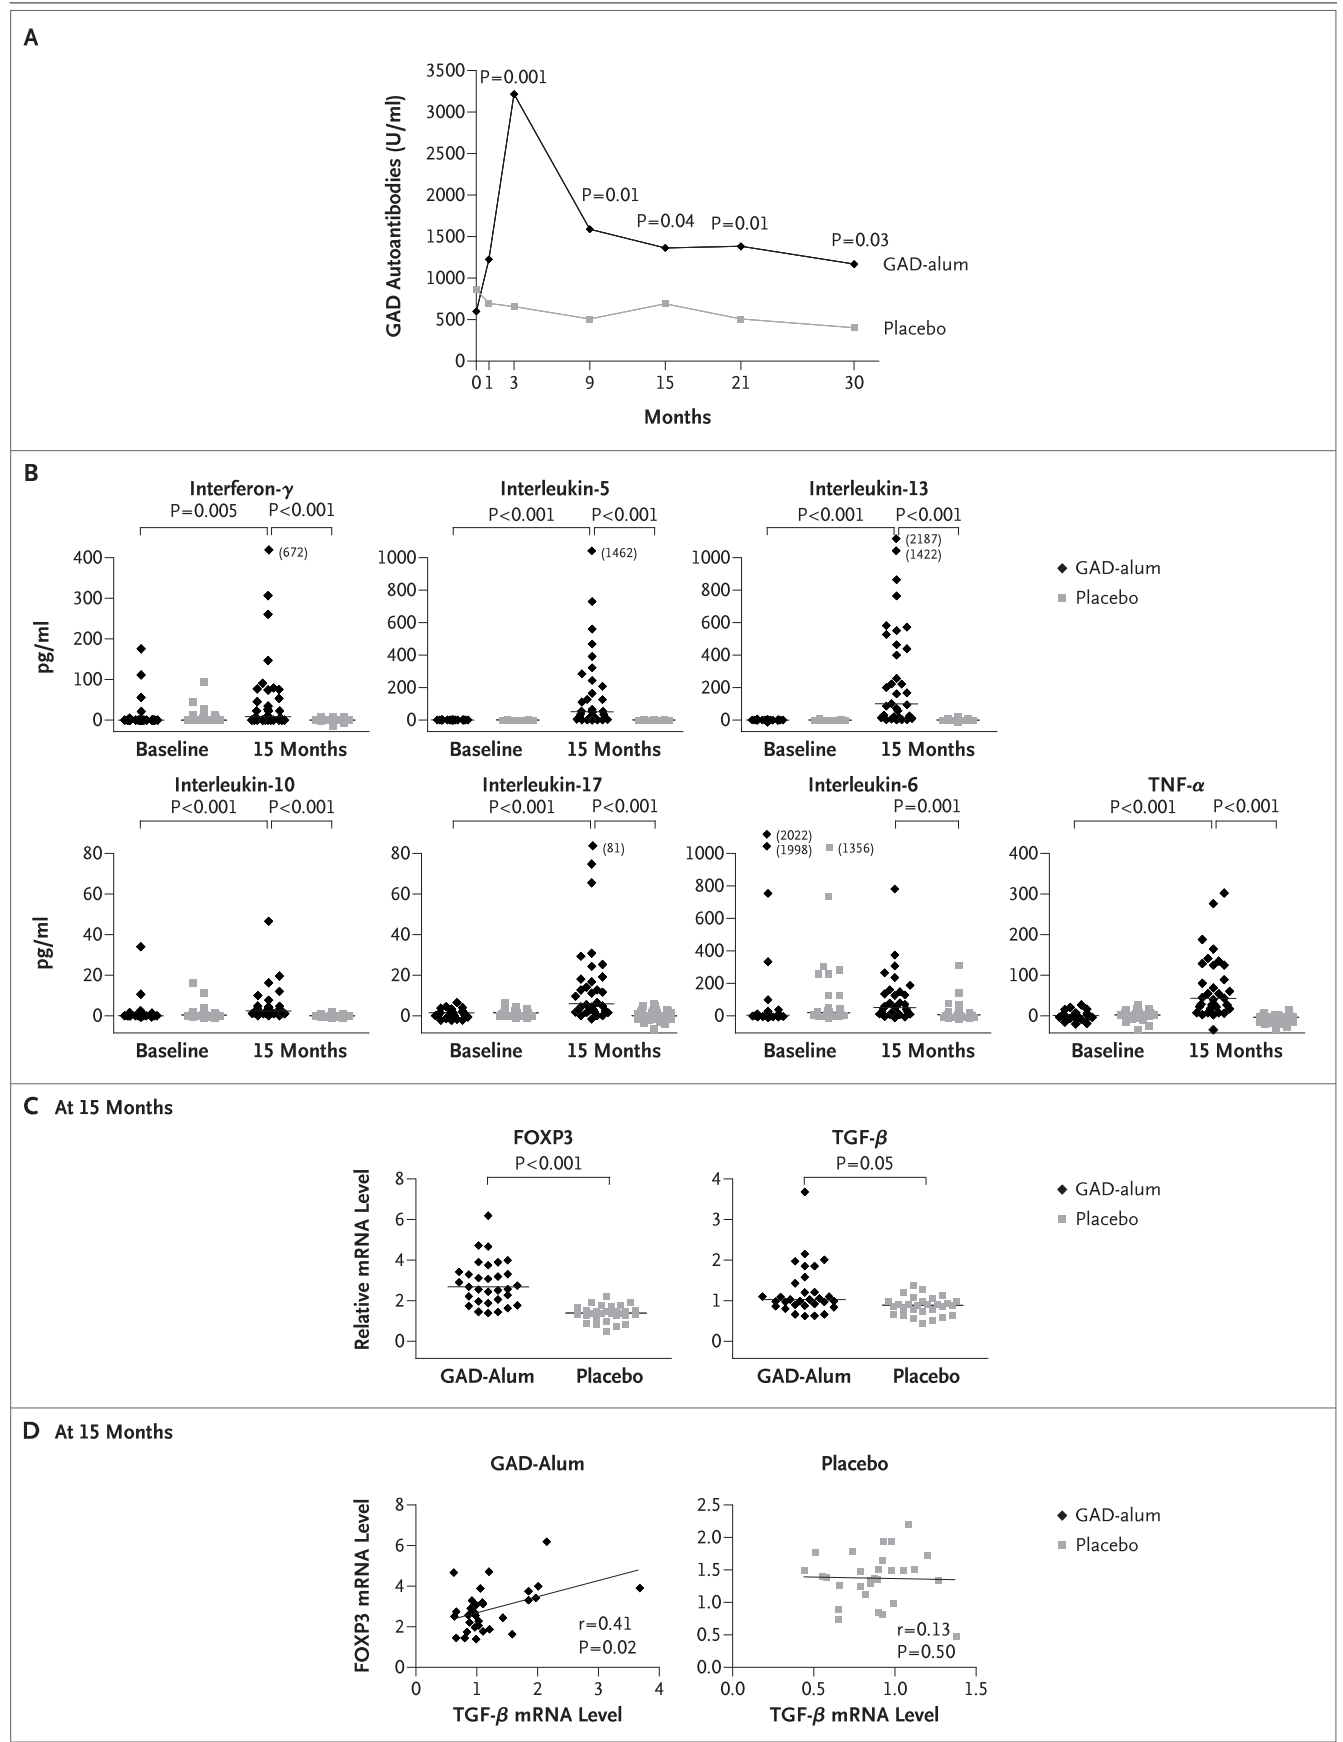 A
3500
3000
2500
2000
1500
1000
500
0
GAD Autoantibodies (U/ml)
P=0.001
P=0.01
P=0.04
P=0.01
P=0.03
GAD-alum
Placebo
0 1 3 9 15 21 30
Months
B
Interferon-γ
P=0.005 P<0.001
(672)
400
300
200
100
0
pg/ml
Baseline 15 Months
Interleukin-5
P<0.001 P<0.001
(1462)
1000
800
600
400
200
0
Baseline 15 Months
Interleukin-13
P<0.001 P<0.001
(2187)
(1422)
1000
800
600
400
200
0
Baseline 15 Months
GAD-alum
Placebo
Interleukin-10
P<0.001 P<0.001
80
60
40
20
0
pg/ml
Baseline 15 Months
Interleukin-17
P<0.001 P<0.001
(81)
80
60
40
20
0
Baseline 15 Months
Interleukin-6
P=0.001
(2022)
(1998) (1356)
1000
800
600
400
200
0
Baseline 15 Months
TNF-α
P<0.001 P<0.001
400
300
200
100
0
Baseline 15 Months
C At 15 Months
FOXP3
P<0.001
8
6
4
2
0
Relative mRNA Level
GAD-Alum Placebo
TGF-β
P=0.05
4
3
2
1
0
GAD-Alum Placebo
GAD-alum
Placebo
D At 15 Months
GAD-Alum
8
6
4
2
0
FOXP3 mRNA Level
r=0.41
P=0.02
0 1 2 3 4
TGF-β mRNA Level
Placebo
2.5
2.0
1.5
1.0
0.5
0.0
r=0.13
P=0.50
0.0 0.5 1.0 1.5
TGF-β mRNA Level
GAD-alum
Placebo